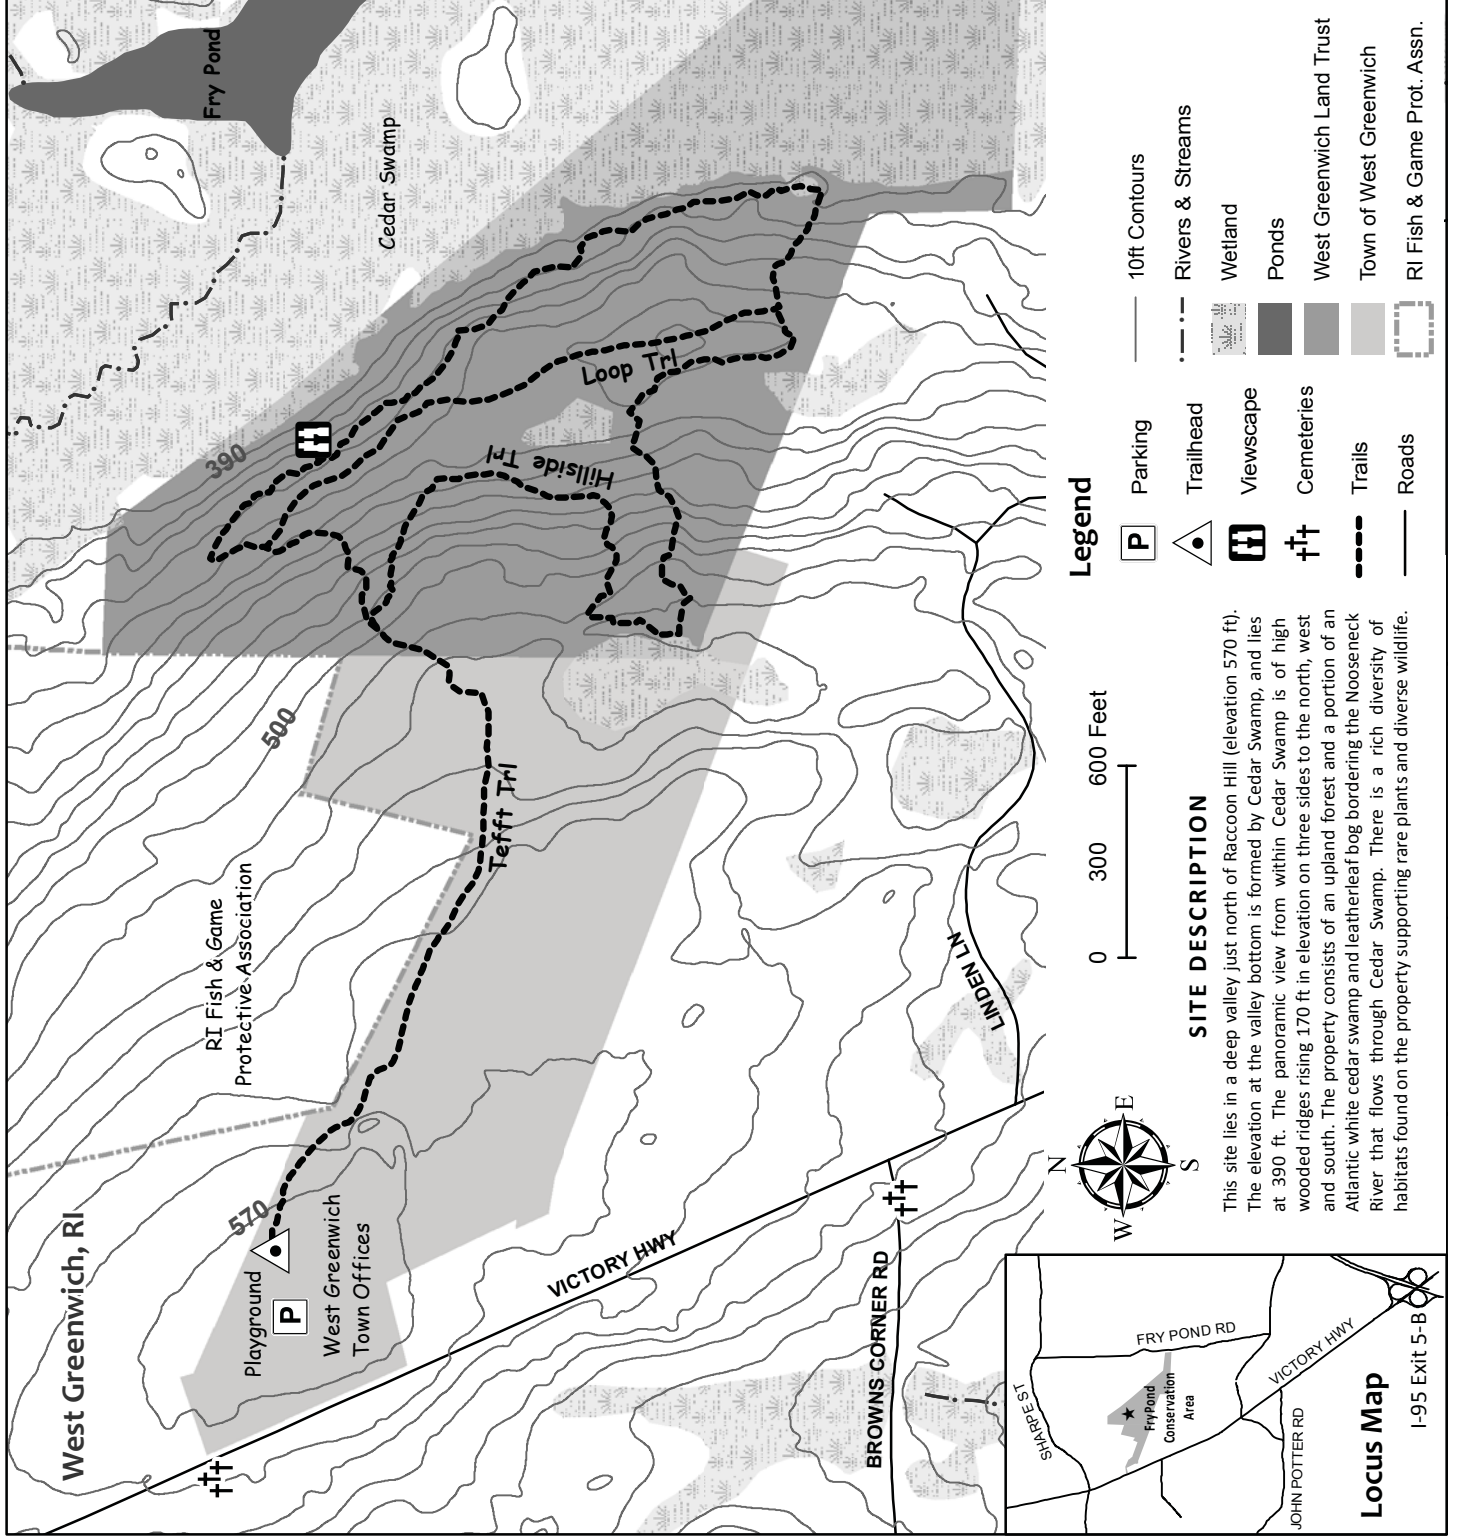 West Greenwich, RI
RI Fish & Game
Protective Association
Fry Pond
Cedar Swamp
390
500
570
Playground
P
West Greenwich
Town Offices
Tefft Trl
Hillside Trl
Loop Trl
VICTORY HWY
BROWNS CORNER RD
LINDEN LN
Legend
P Parking
Trailhead
Viewscape
Cemeteries
Trails
Roads
10ft Contours
Rivers & Streams
Wetland
Ponds
West Greenwich Land Trust
Town of West Greenwich
RI Fish & Game Prot. Assn.
0 300 600 Feet
N
W E
S
SITE DESCRIPTION
This site lies in a deep valley just north of Raccoon Hill (elevation 570 ft).
The elevation at the valley bottom is formed by Cedar Swamp, and lies
at 390 ft. The panoramic view from within Cedar Swamp is of high
wooded ridges rising 170 ft in elevation on three sides to the north, west
and south. The property consists of an upland forest and a portion of an
Atlantic white cedar swamp and leatherleaf bog bordering the Nooseneck
River that flows through Cedar Swamp. There is a rich diversity of
habitats found on the property supporting rare plants and diverse wildlife.
SHARPE ST
FRY POND RD
Fry Pond
Conservation
Area
VICTORY HWY
JOHN POTTER RD
Locus Map
I-95 Exit 5-B